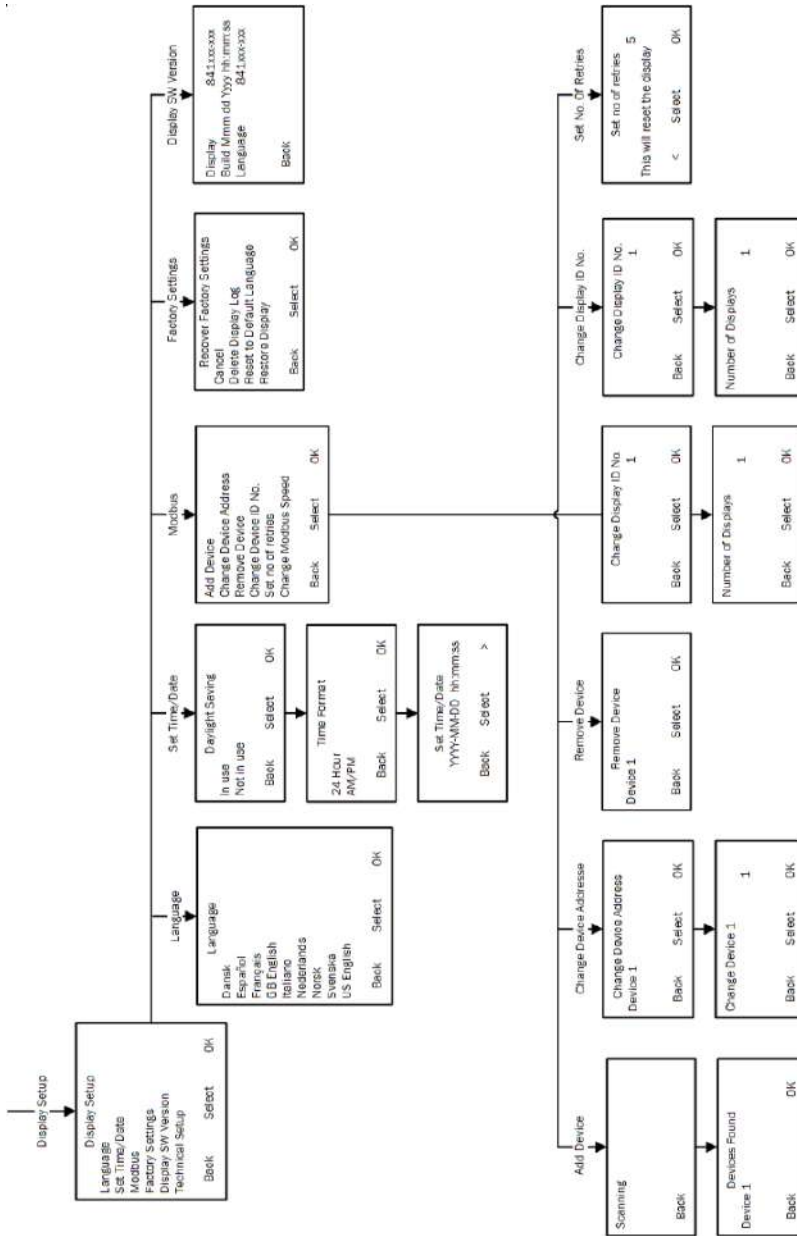 Display Setup
Display Setup
Language
Set Time/Date
Modbus
Factory Settings
Display SW Version
Technical Setup
Back Select OK
Language
Language
Dansk
Español
Français
GB English
Italiano
Nederlands
Norsk
Svenska
US English
Back Select OK
Set Time/Date
Daylight Saving
In use
Not in use
Back Select OK
Time Format
24 Hour
AM/PM
Back Select OK
Set Time/Date
YYYY-MM-DD hh:mm:ss
Back Select >
Modbus
Add Device
Change Device Address
Remove Device
Change Device ID No.
Set no of retries
Change Modbus Speed
Back Select OK
Factory Settings
Recover Factory Settings
Cancel
Delete Display Log
Reset to Default Language
Restore Display
Back Select OK
Display SW Version
Display 841xxx-xxx
Build Mmm dd Yyyy hh:mm:ss
Language 841xxx-xxx
Back
Add Device
Scanning
Back
Devices Found
Device 1
Back OK
Change Device Addresse
Change Device Address
Device 1
Back Select OK
Change Device 1 1
Back Select OK
Remove Device
Remove Device
Device 1
Back Select OK
Change Display ID No.
1
Back Select OK
Number of Displays
1
Back Select OK
Change Display ID No.
Change Display ID No.
1
Back Select OK
Number of Displays
1
Back Select OK
Set No. Of Retries
Set no of retries
5
This will reset the display
< Select OK